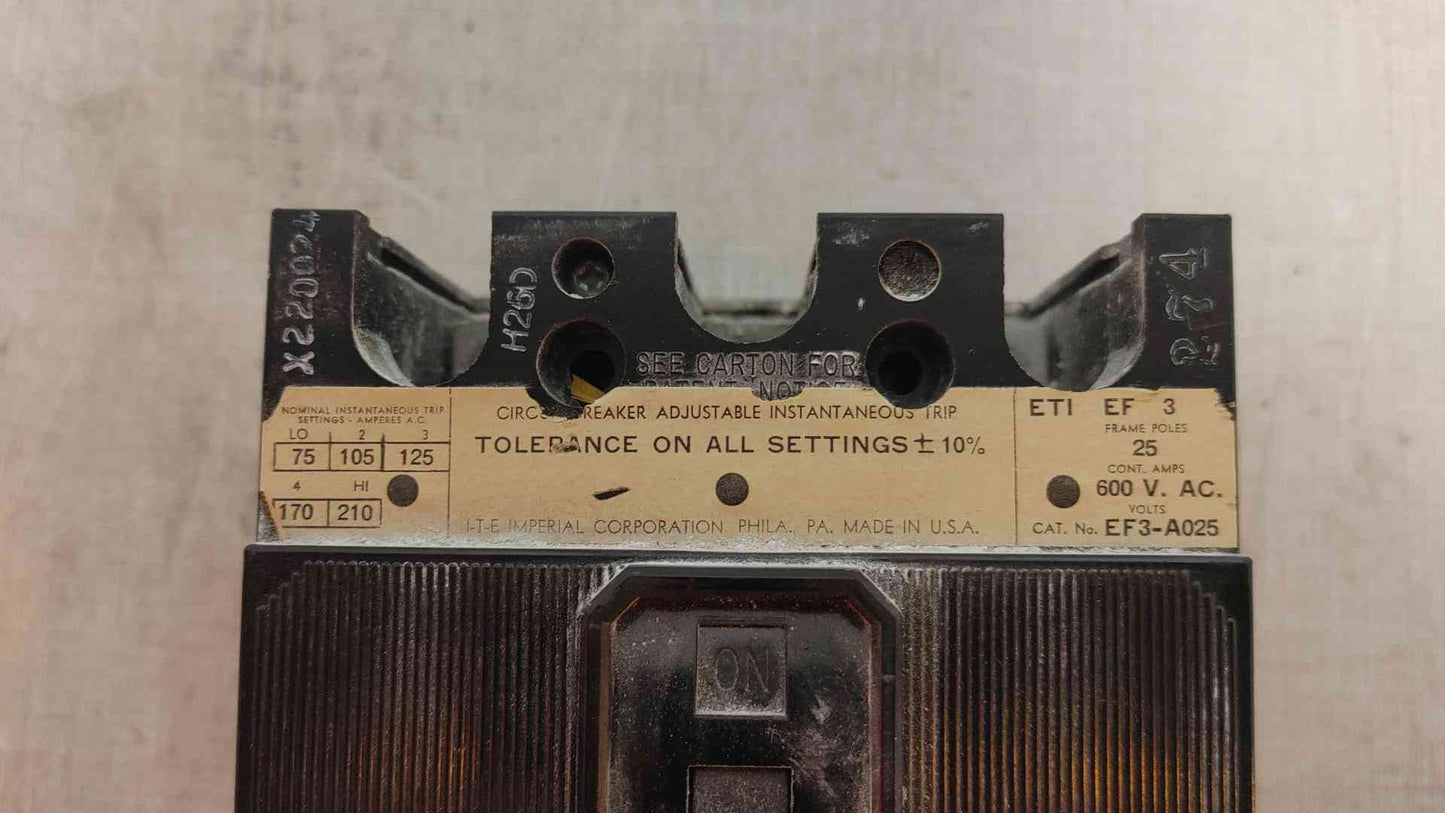 X220024
H26D
274
SEE CARTON FOR
PATENT NOTICE
NOMINAL INSTANTANEOUS TRIP
SETTINGS - AMPERES A.C.
LO 2 3
75 105 125
4 HI
170 210
ADJUSTABLE INSTANTANEOUS TRIP
TOLERANCE ON ALL SETTINGS ± 10%
I-T-E IMPERIAL CORPORATION, PHILA., PA. MADE IN U.S.A.
ETI EF 3
FRAME POLES
25
CONT. AMPS
600 V. AC.
VOLTS
CAT. No. EF3-A025
ON